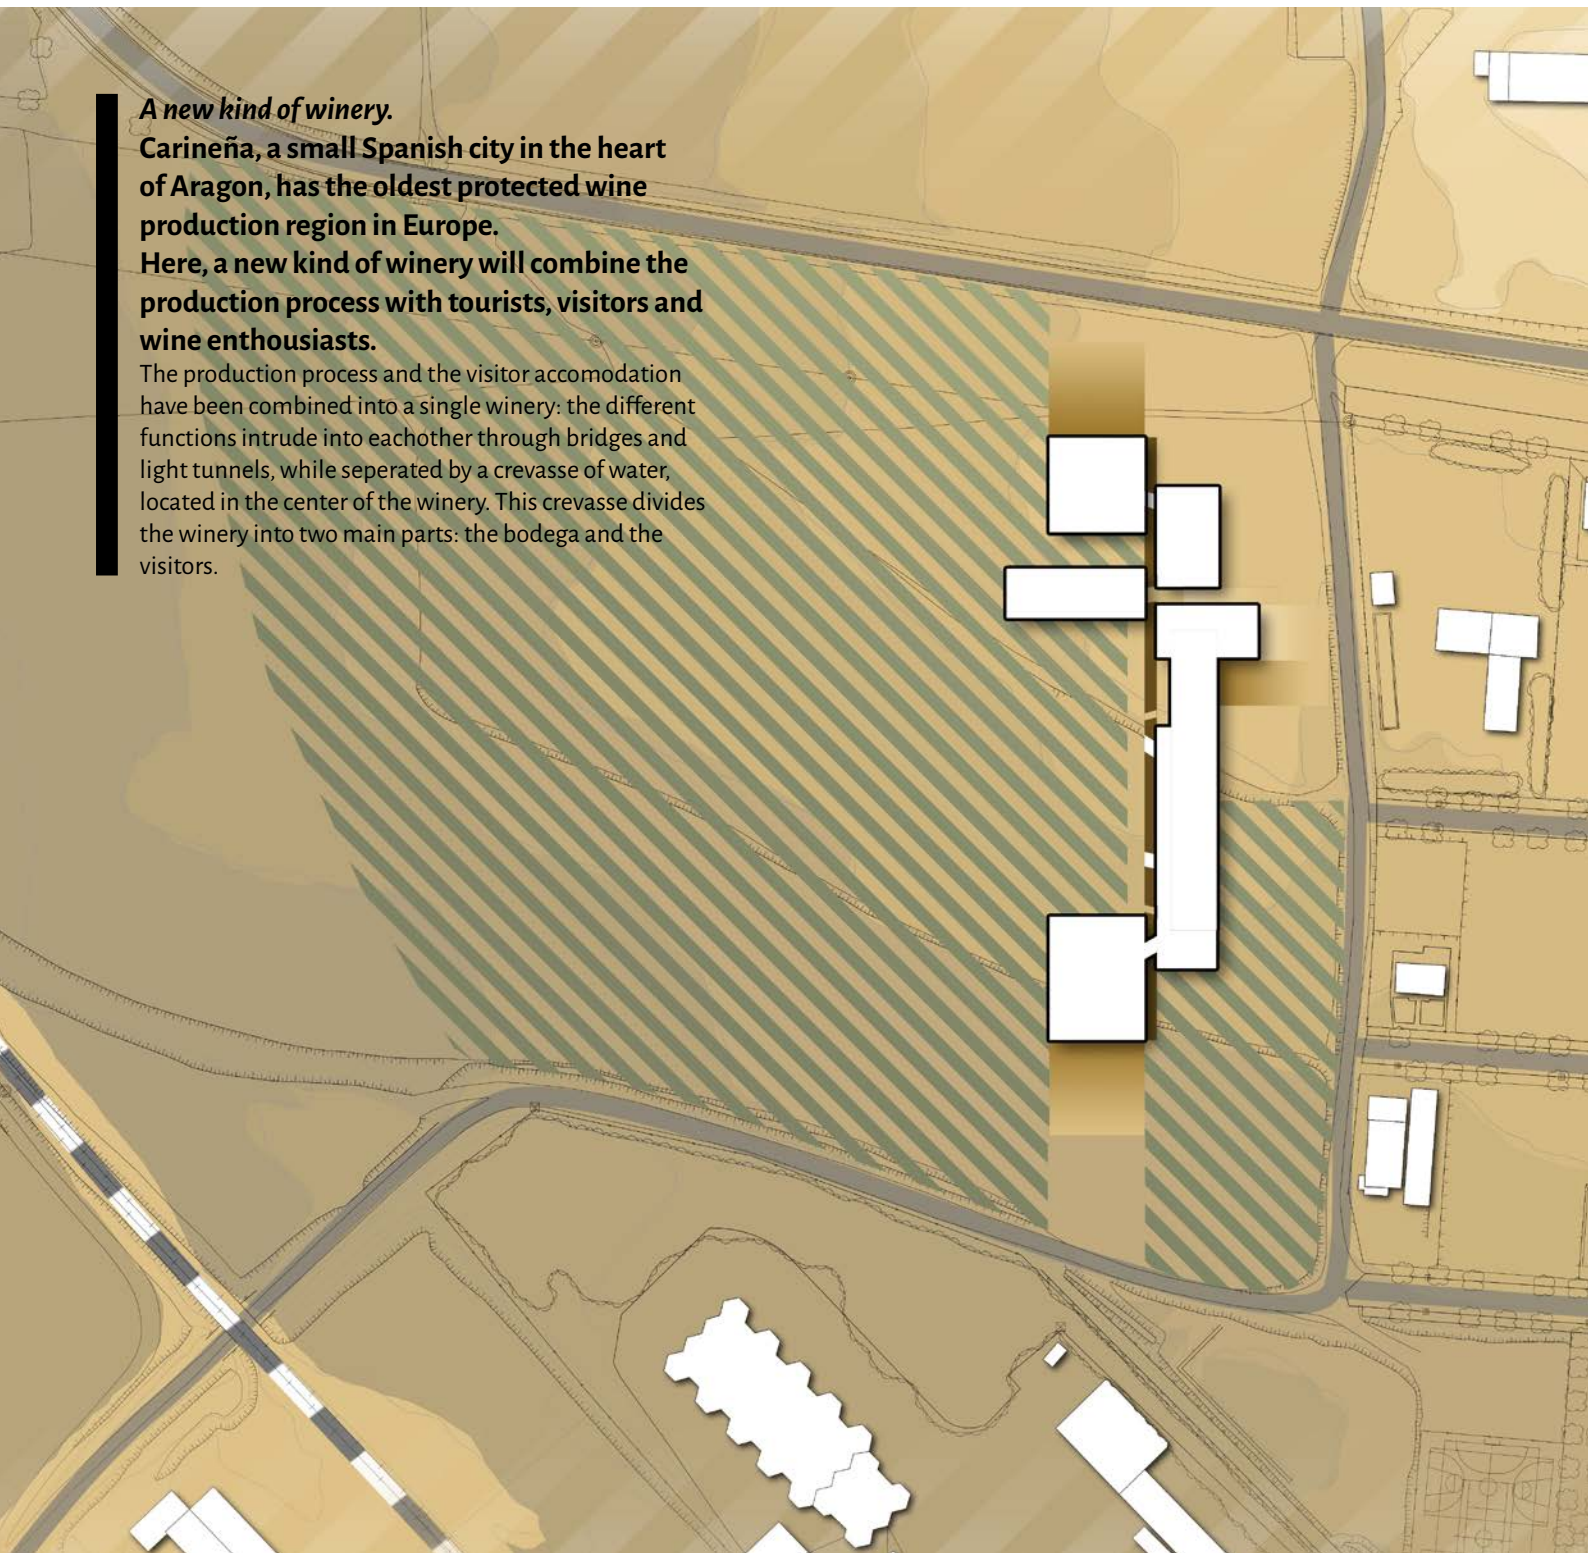 A new kind of winery.
Carineña, a small Spanish city in the heart
of Aragon, has the oldest protected wine
production region in Europe.
Here, a new kind of winery will combine the
production process with tourists, visitors and
wine enthousiasts.
The production process and the visitor accomodation
have been combined into a single winery: the different
functions intrude into eachother through bridges and
light tunnels, while seperated by a crevasse of water,
located in the center of the winery. This crevasse divides
the winery into two main parts: the bodega and the
visitors.